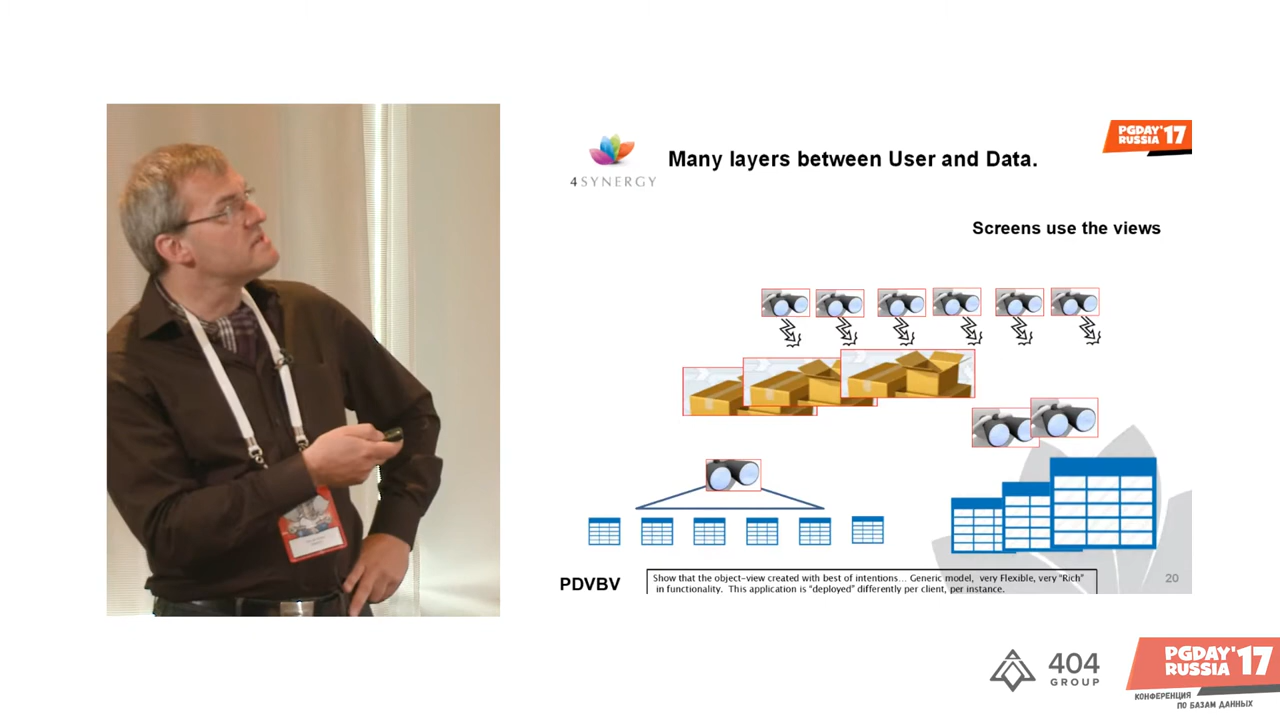 4SYNERGY
Many layers between User and Data.
PGDAY'17
RUSSIA
Screens use the views
PDVBV
Show that the object-view created with best of intentions... Generic model, very Flexible, very "Rich"
in functionality. This application is "deployed" differently per client, per instance.
20
404
GROUP
PGDAY'17
RUSSIA
КОНФЕРЕНЦИЯ
ПО БАЗАМ ДАННЫХ